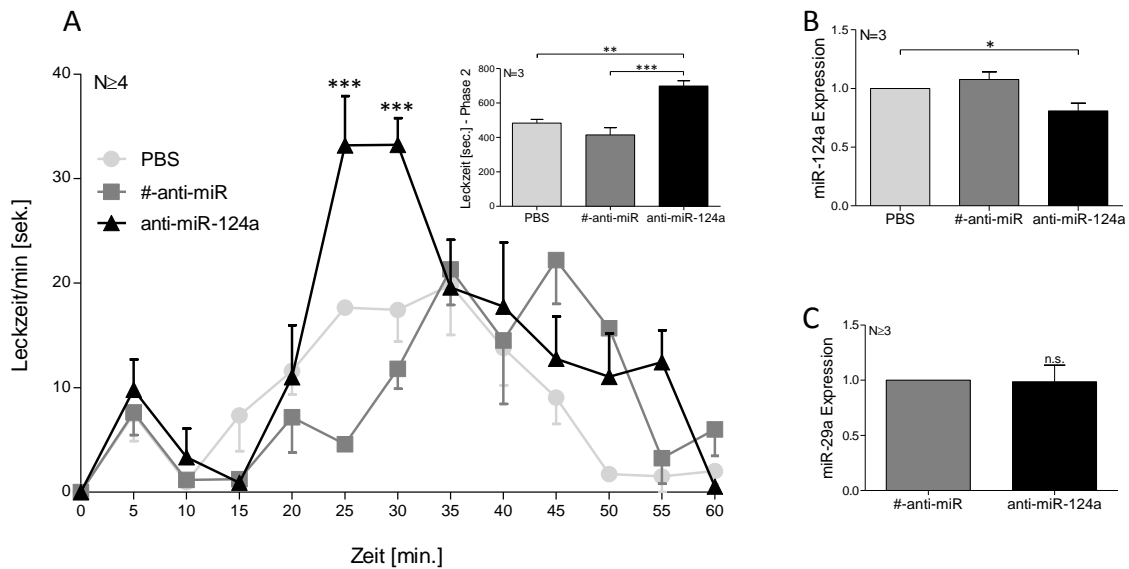 A
N≥4
40
30
20
10
0
Leckzeit/min [sek.]
PBS
#-anti-miR
anti-miR-124a
***
***
0 5 10 15 20 25 30 35 40 45 50 55 60
Zeit [min.]
N=3
**
***
800
600
400
200
0
Leckzeit [sec.] - Phase 2
PBS #-anti-miR anti-miR-124a
B
N=3
*
1.5
1.0
0.5
0.0
miR-124a Expression
PBS #-anti-miR anti-miR-124a
C
N≥3
n.s.
1.5
1.0
0.5
0.0
miR-29a Expression
#-anti-miR anti-miR-124a